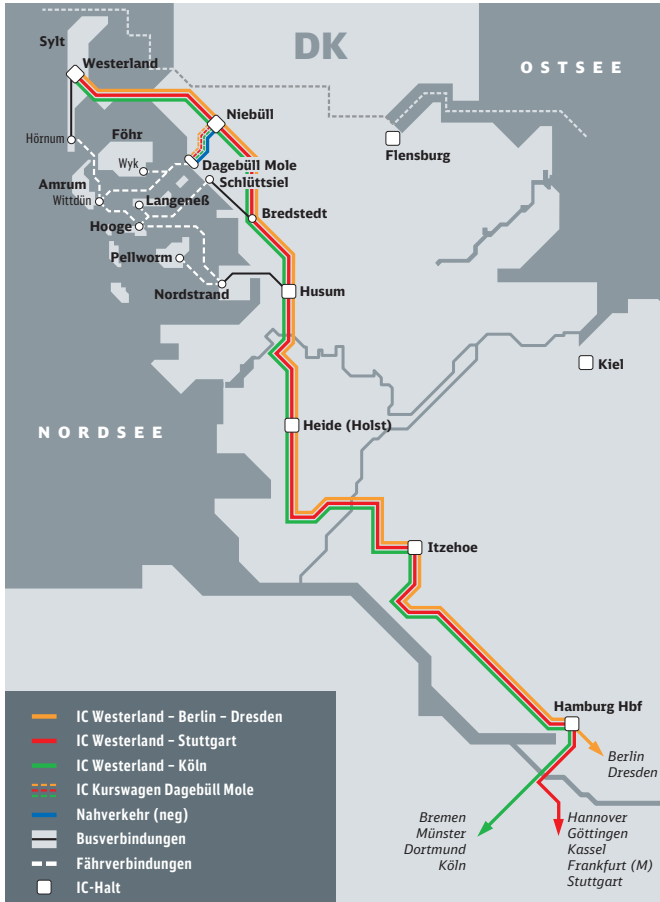 DK
Sylt
OSTSEE
Westerland
Niebüll
Hörnum
Föhr
Flensburg
Wyk
Dagebüll Mole
Schlüttsiel
Amrum
Wittdün
Langeneß
Bredstedt
Hooge
Pellworm
Nordstrand
Husum
Kiel
NORDSEE
Heide (Holst)
Itzehoe
Hamburg Hbf
Berlin
Dresden
Bremen
Münster
Dortmund
Köln
Hannover
Göttingen
Kassel
Frankfurt (M)
Stuttgart
IC Westerland – Berlin – Dresden
IC Westerland – Stuttgart
IC Westerland – Köln
IC Kurswagen Dagebüll Mole
Nahverkehr (neg)
Busverbindungen
Fährverbindungen
IC-Halt